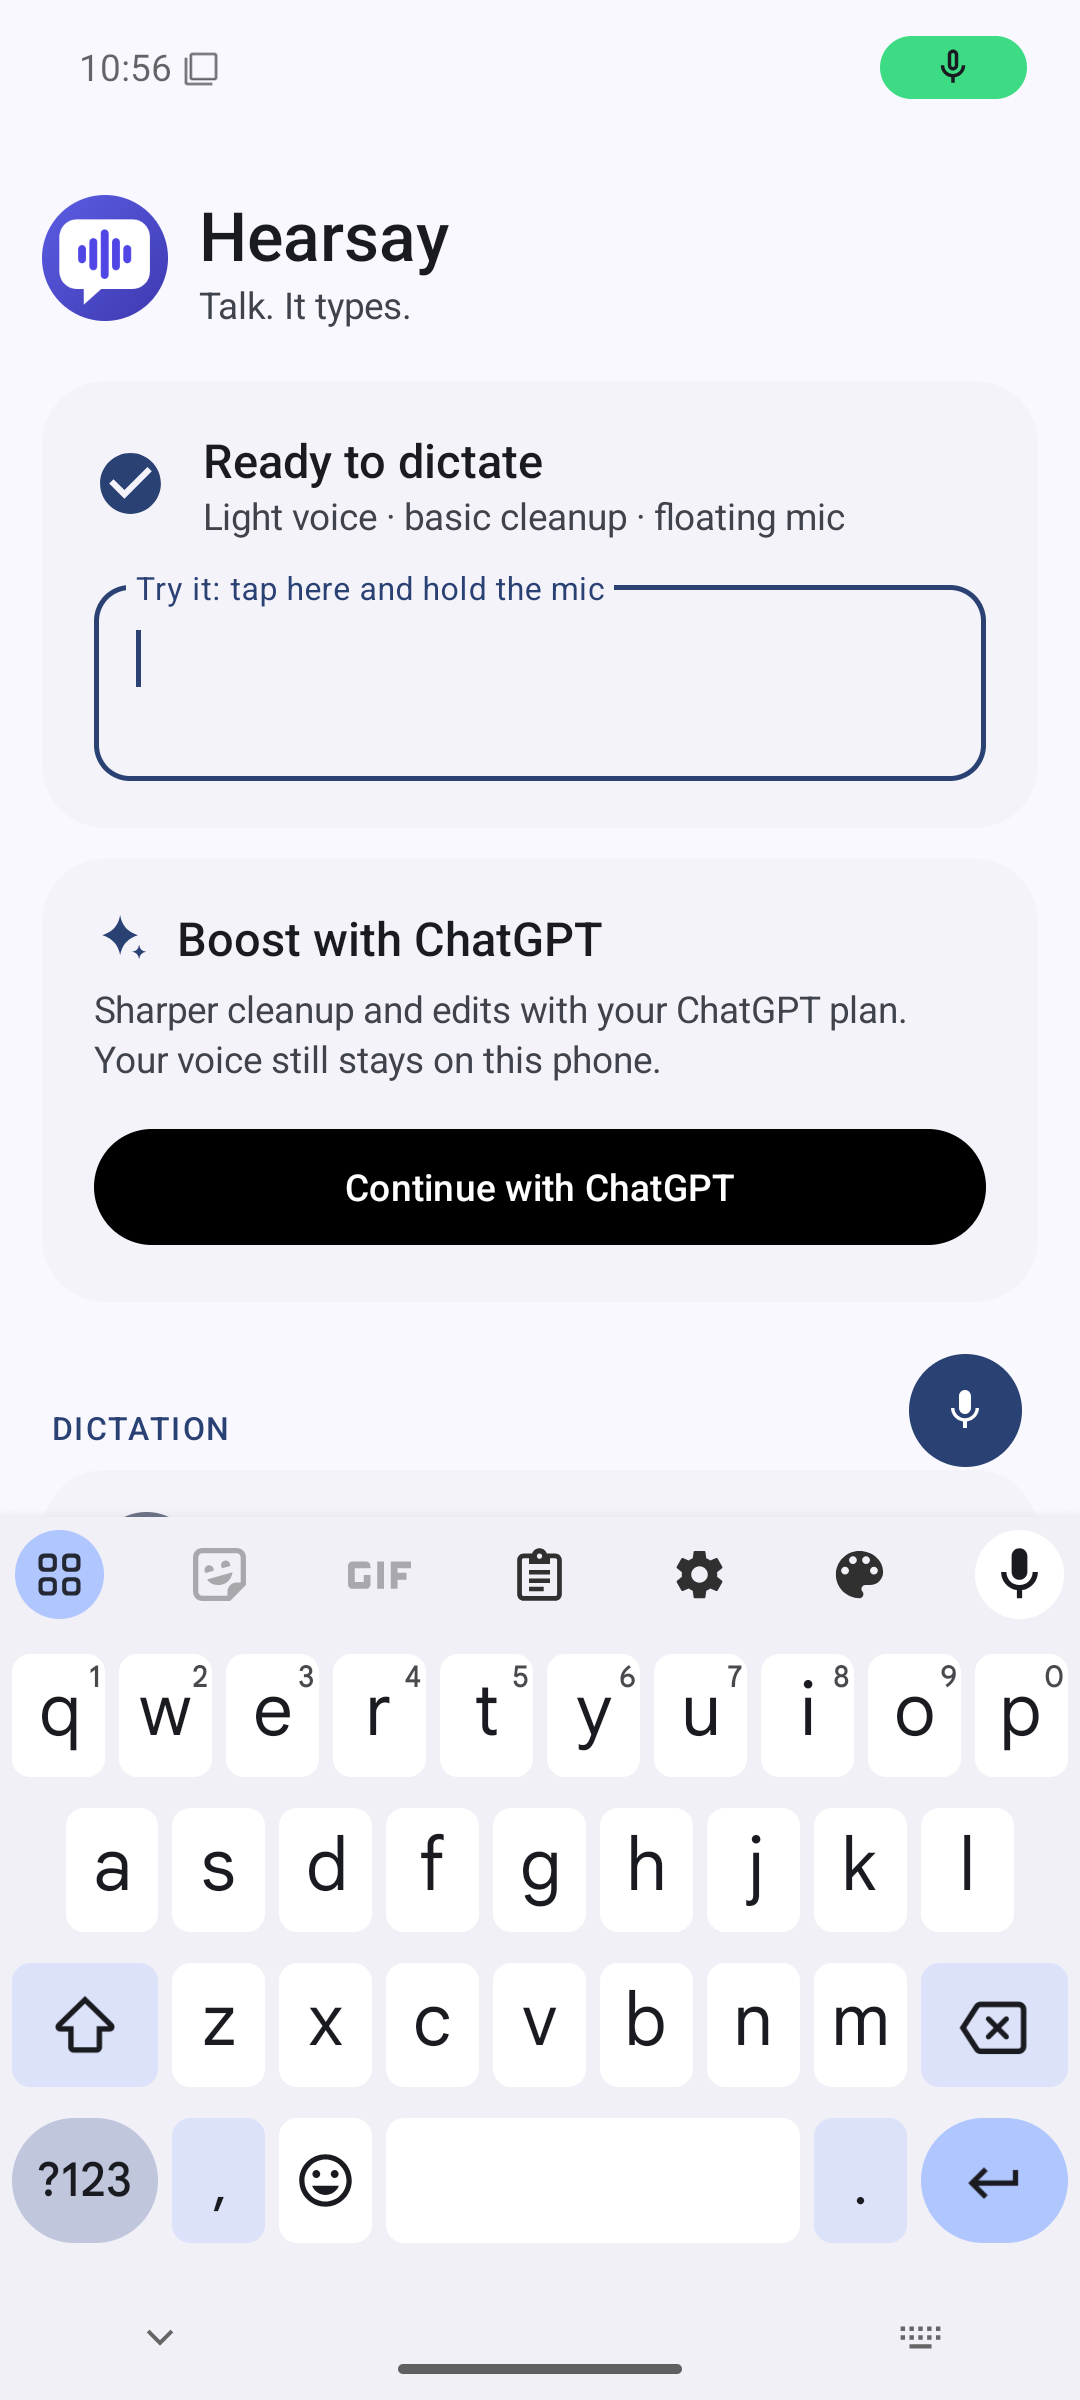 10:56
Hearsay
Talk. It types.
Ready to dictate
Light voice · basic cleanup · floating mic
Try it: tap here and hold the mic
Boost with ChatGPT
Sharper cleanup and edits with your ChatGPT plan.
Your voice still stays on this phone.
Continue with ChatGPT
DICTATION
GIF
q1 w2 e3 r4 t5 y6 u7 i8 o9 p0
a s d f g h j k l
z x c v b n m
?123 , .